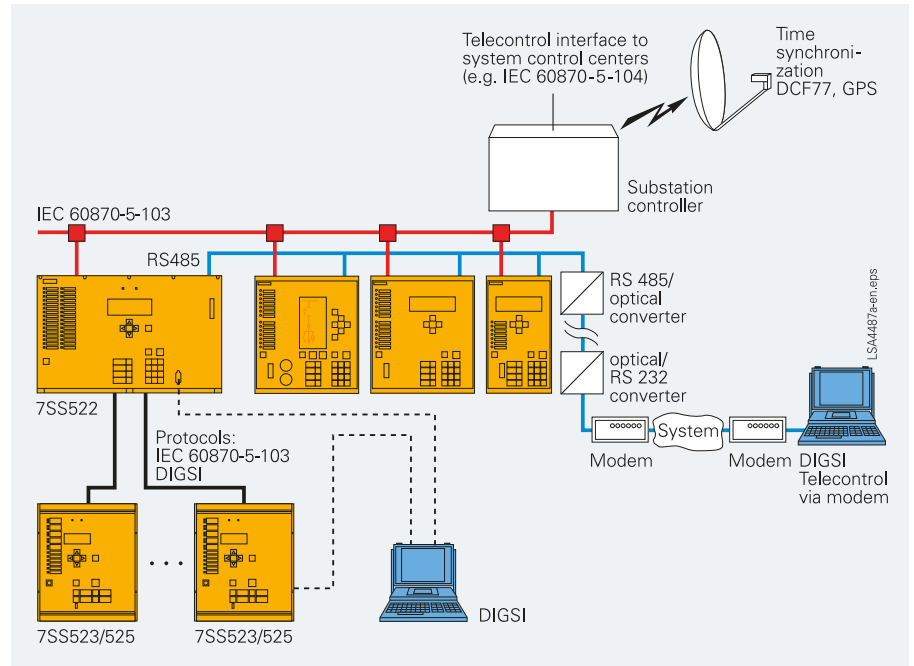 Telecontrol interface to
system control centers
(e.g. IEC 60870-5-104)
Time
synchroni-
zation
DCF77, GPS
Substation
controller
IEC 60870-5-103
RS485
RS 485/
optical
converter
optical/
RS 232
converter
LSA4487a-en.eps
7SS522
Protocols:
IEC 60870-5-103
DIGSI
Modem
System
Modem
DIGSI
Telecontrol
via modem
7SS523/525
7SS523/525
DIGSI